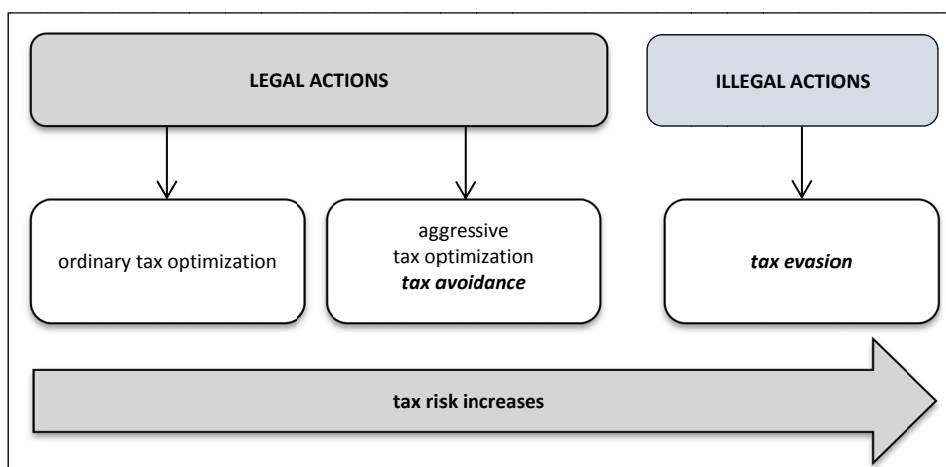 LEGAL ACTIONS
ILLEGAL ACTIONS
ordinary tax optimization
aggressive
tax optimization
tax avoidance
tax evasion
tax risk increases